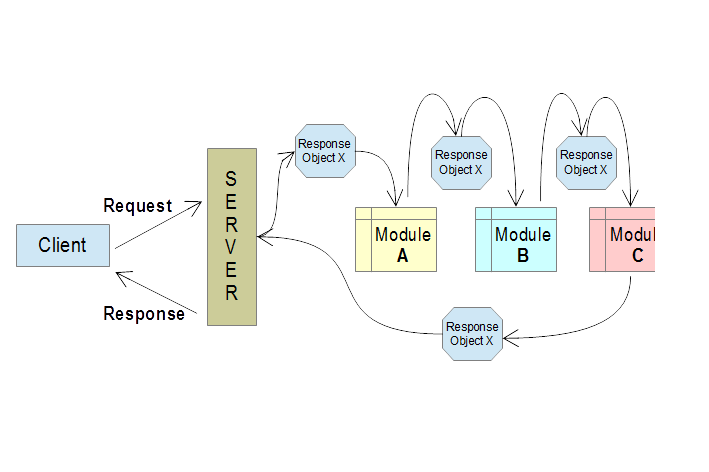 Client
Request
Response
S
E
R
V
E
R
Response
Object X
Module
A
Response
Object X
Module
B
Response
Object X
Modul
C
Response
Object X